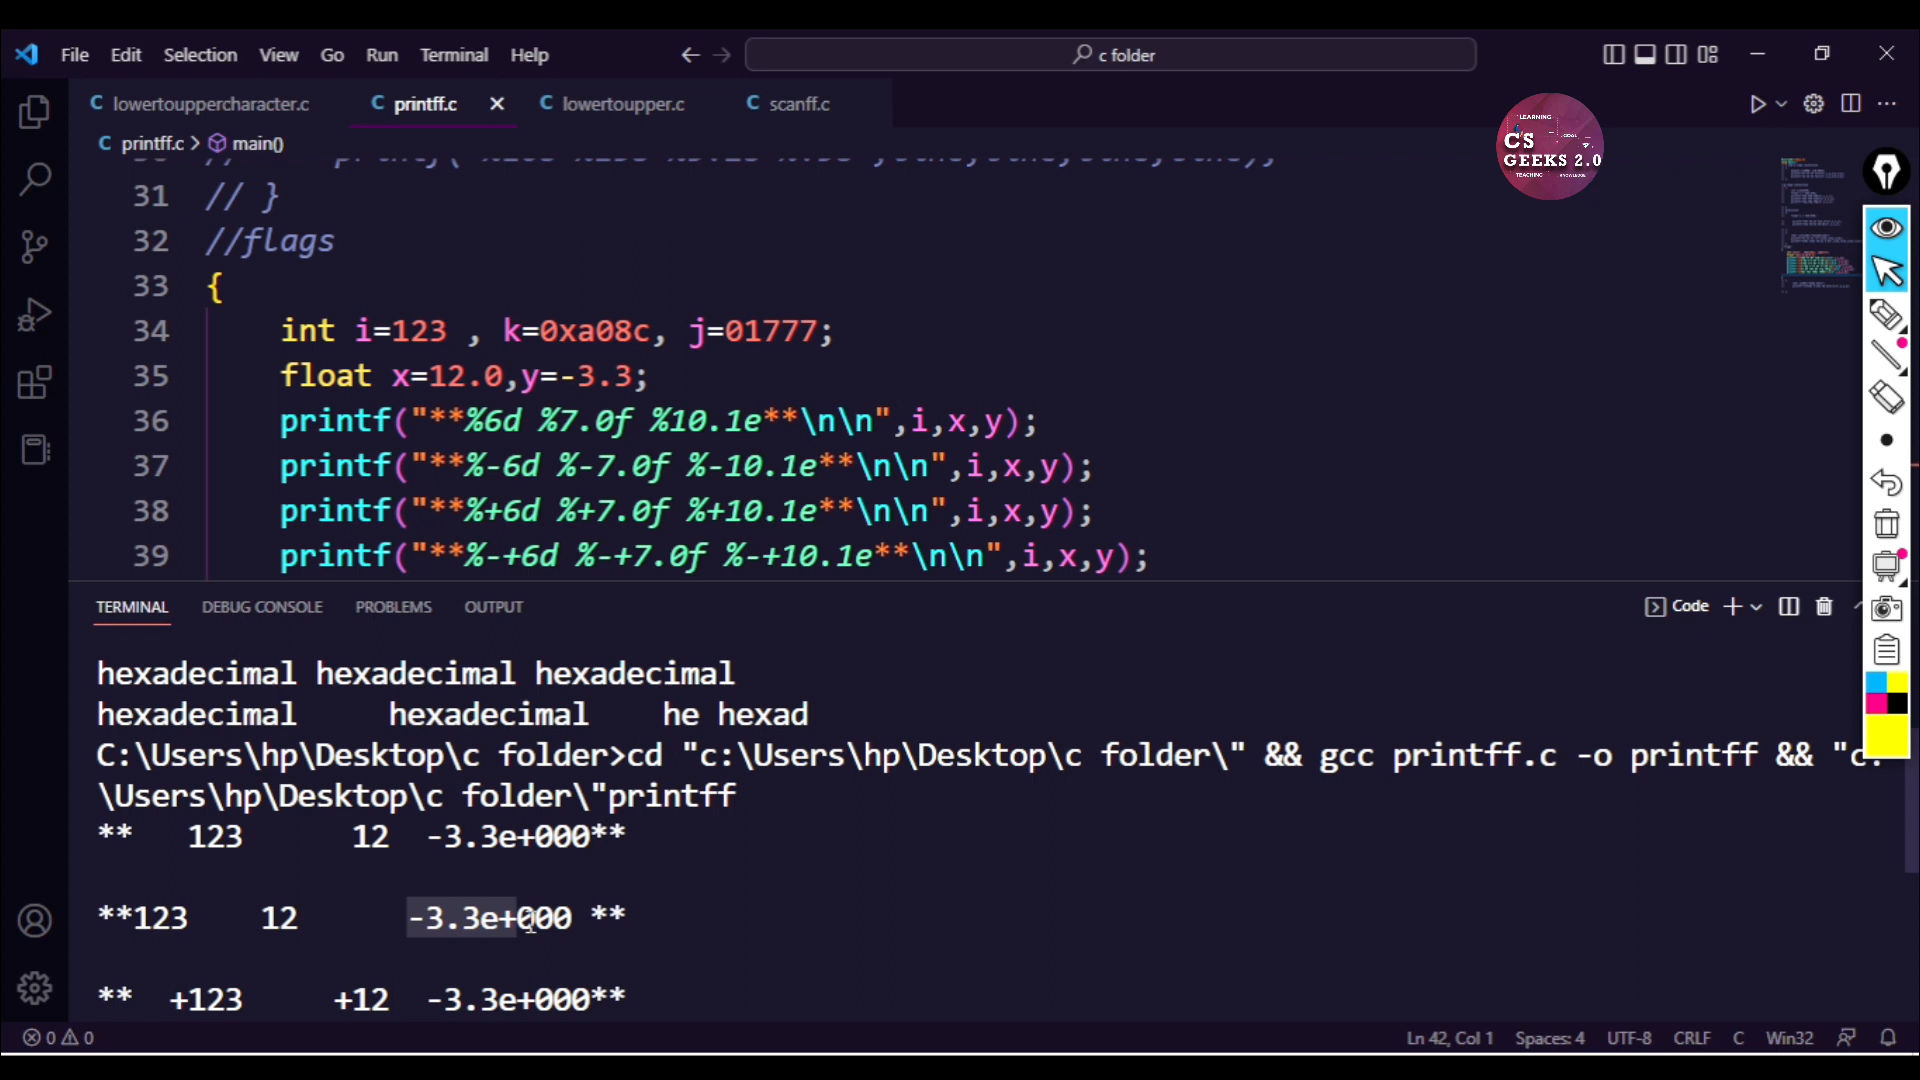 File Edit Selection View Go Run Terminal Help
c folder
C lowertouppercharacter.c C printff.c C lowertoupper.c C scanff.c
C printff.c > main()
LEARNING
GOAL
CS
GEEKS 2.0
TEACHING KNOWLEDGE
31 // }
32 //flags
33 {
34 int i=123 , k=0xa08c, j=01777;
35 float x=12.0,y=-3.3;
36 printf("**%6d %7.0f %10.1e**\n\n",i,x,y);
37 printf("**%-6d %-7.0f %-10.1e**\n\n",i,x,y);
38 printf("**%+6d %+7.0f %+10.1e**\n\n",i,x,y);
39 printf("**%-+6d %-+7.0f %-+10.1e**\n\n",i,x,y);
TERMINAL DEBUG CONSOLE PROBLEMS OUTPUT
Code
hexadecimal hexadecimal hexadecimal
hexadecimal     hexadecimal    he hexad
C:\Users\hp\Desktop\c folder>cd "c:\Users\hp\Desktop\c folder\" && gcc printff.c -o printff && "c:
\Users\hp\Desktop\c folder\"printff
**   123      12  -3.3e+000**
**123    12      -3.3e+000 **
**  +123     +12  -3.3e+000**
0 0
Ln 42, Col 1 Spaces: 4 UTF-8 CRLF C Win32